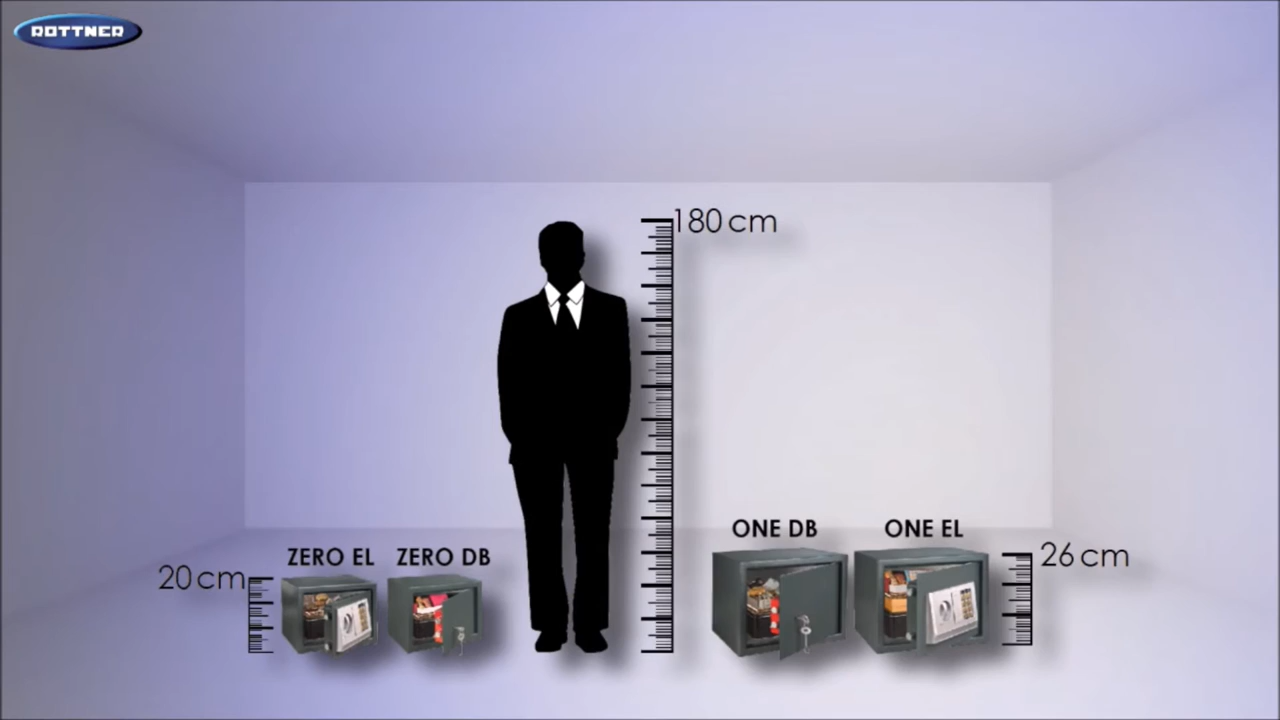 ROTTNER
180 cm
ONE DB
ONE EL
ZERO EL
ZERO DB
20 cm
26 cm